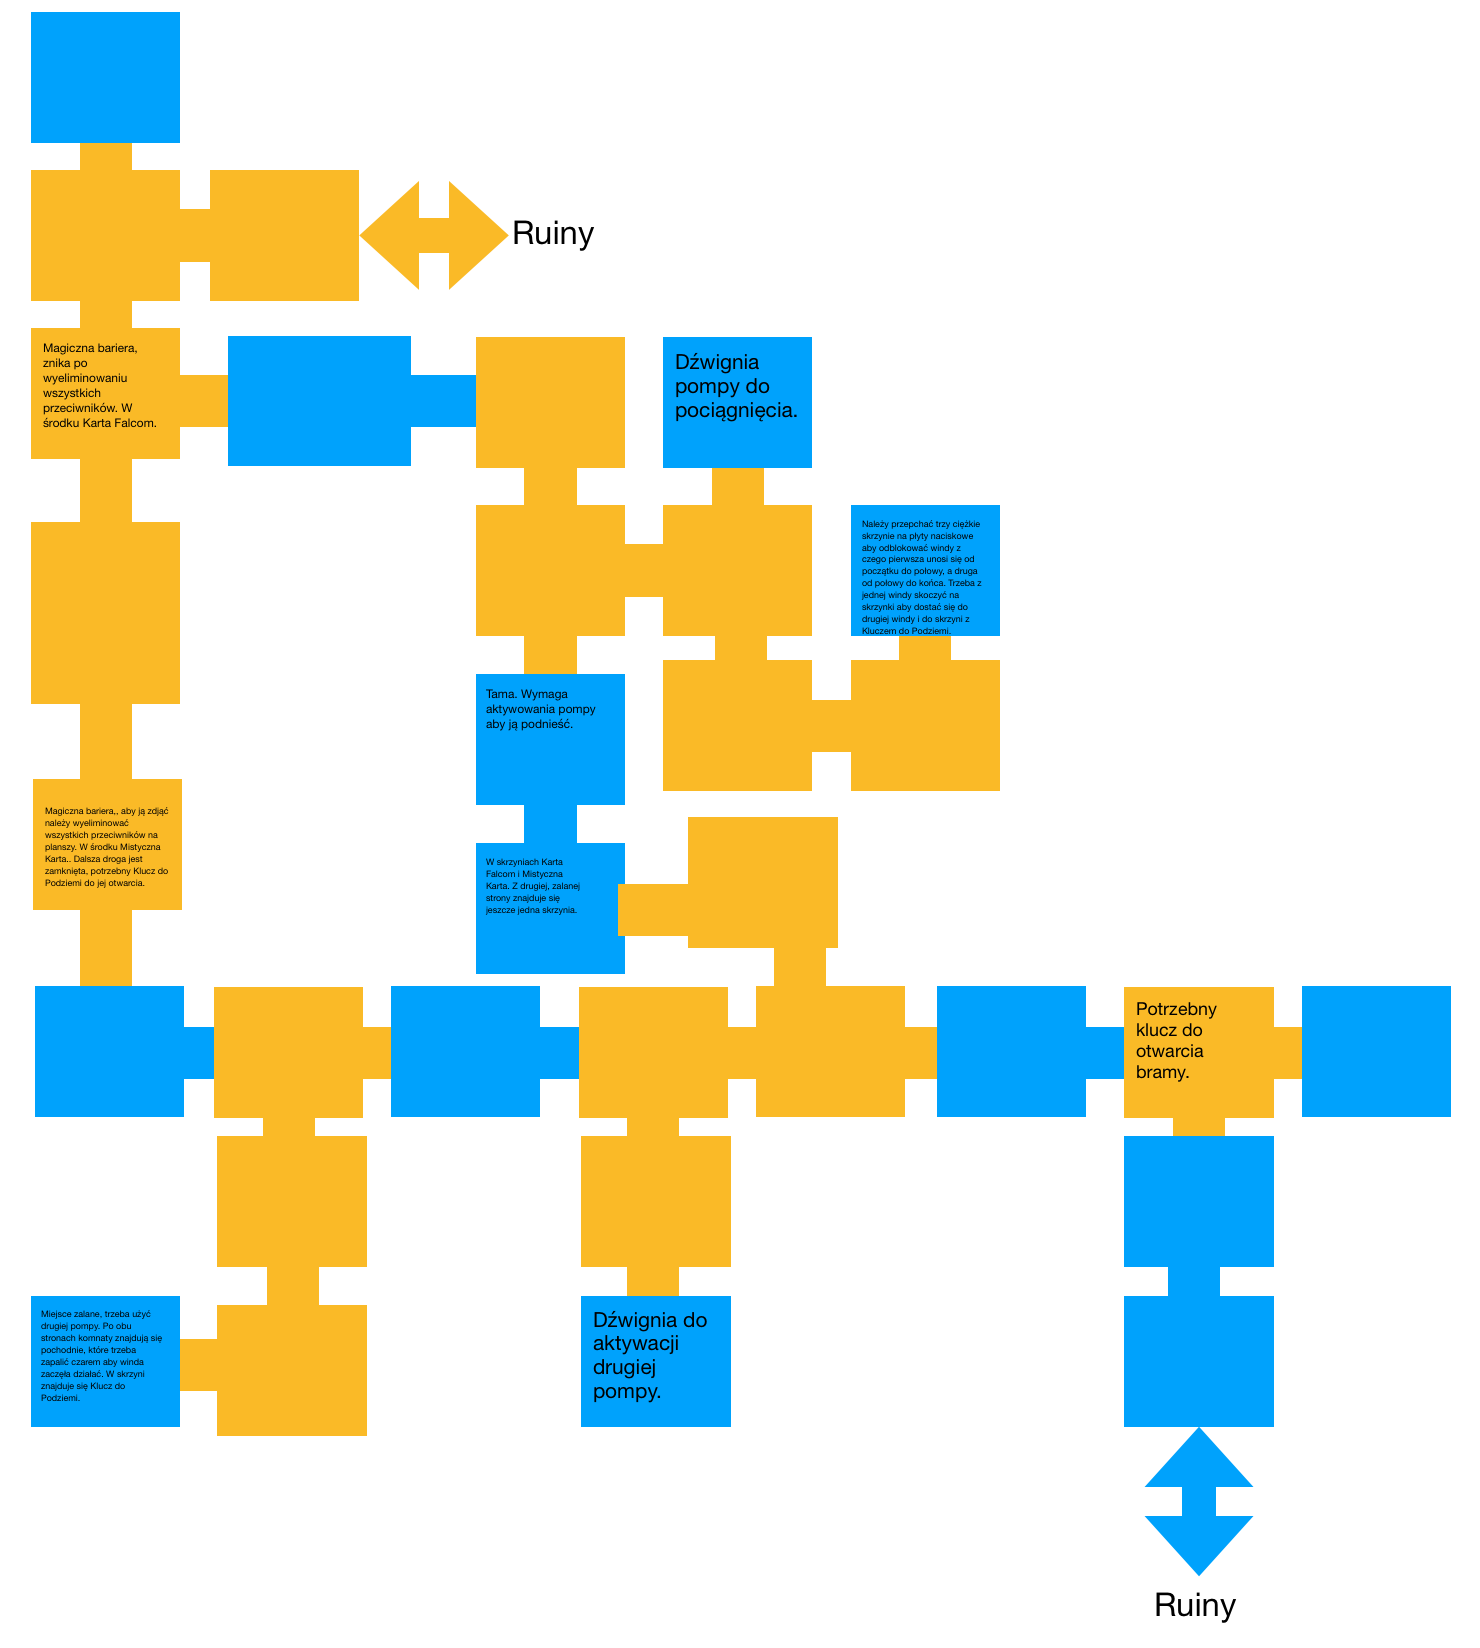 Ruiny
Magiczna bariera,
znika po
wyeliminowaniu
wszystkich
przeciwników. W
środku Karta Falcom.
Dźwignia
pompy do
pociągnięcia.
Należy przepchać trzy ciężkie
skrzynie na płyty naciskowe
aby odblokować windy z
czego pierwsza unosi się od
początku do połowy, a druga
od połowy do końca. Trzeba z
jednej windy skoczyć na
skrzynki aby dostać się do
drugiej windy i do skrzyni z
Kluczem do Podziemi.
Tama. Wymaga
aktywowania pompy
aby ją podnieść.
Magiczna bariera,, aby ją zdjąć
należy wyeliminować
wszystkich przeciwników na
planszy. W środku Mistyczna
Karta.. Dalsza droga jest
zamknięta, potrzebny Klucz do
Podziemi do jej otwarcia.
W skrzyniach Karta
Falcom i Mistyczna
Karta. Z drugiej, zalanej
strony znajduje się
jeszcze jedna skrzynia.
Potrzebny
klucz do
otwarcia
bramy.
Miejsce zalane, trzeba użyć
drugiej pompy. Po obu
stronach komnaty znajdują się
pochodnie, które trzeba
zapalić czarem aby winda
zaczęła działać. W skrzyni
znajduje się Klucz do
Podziemi.
Dźwignia do
aktywacji
drugiej
pompy.
Ruiny